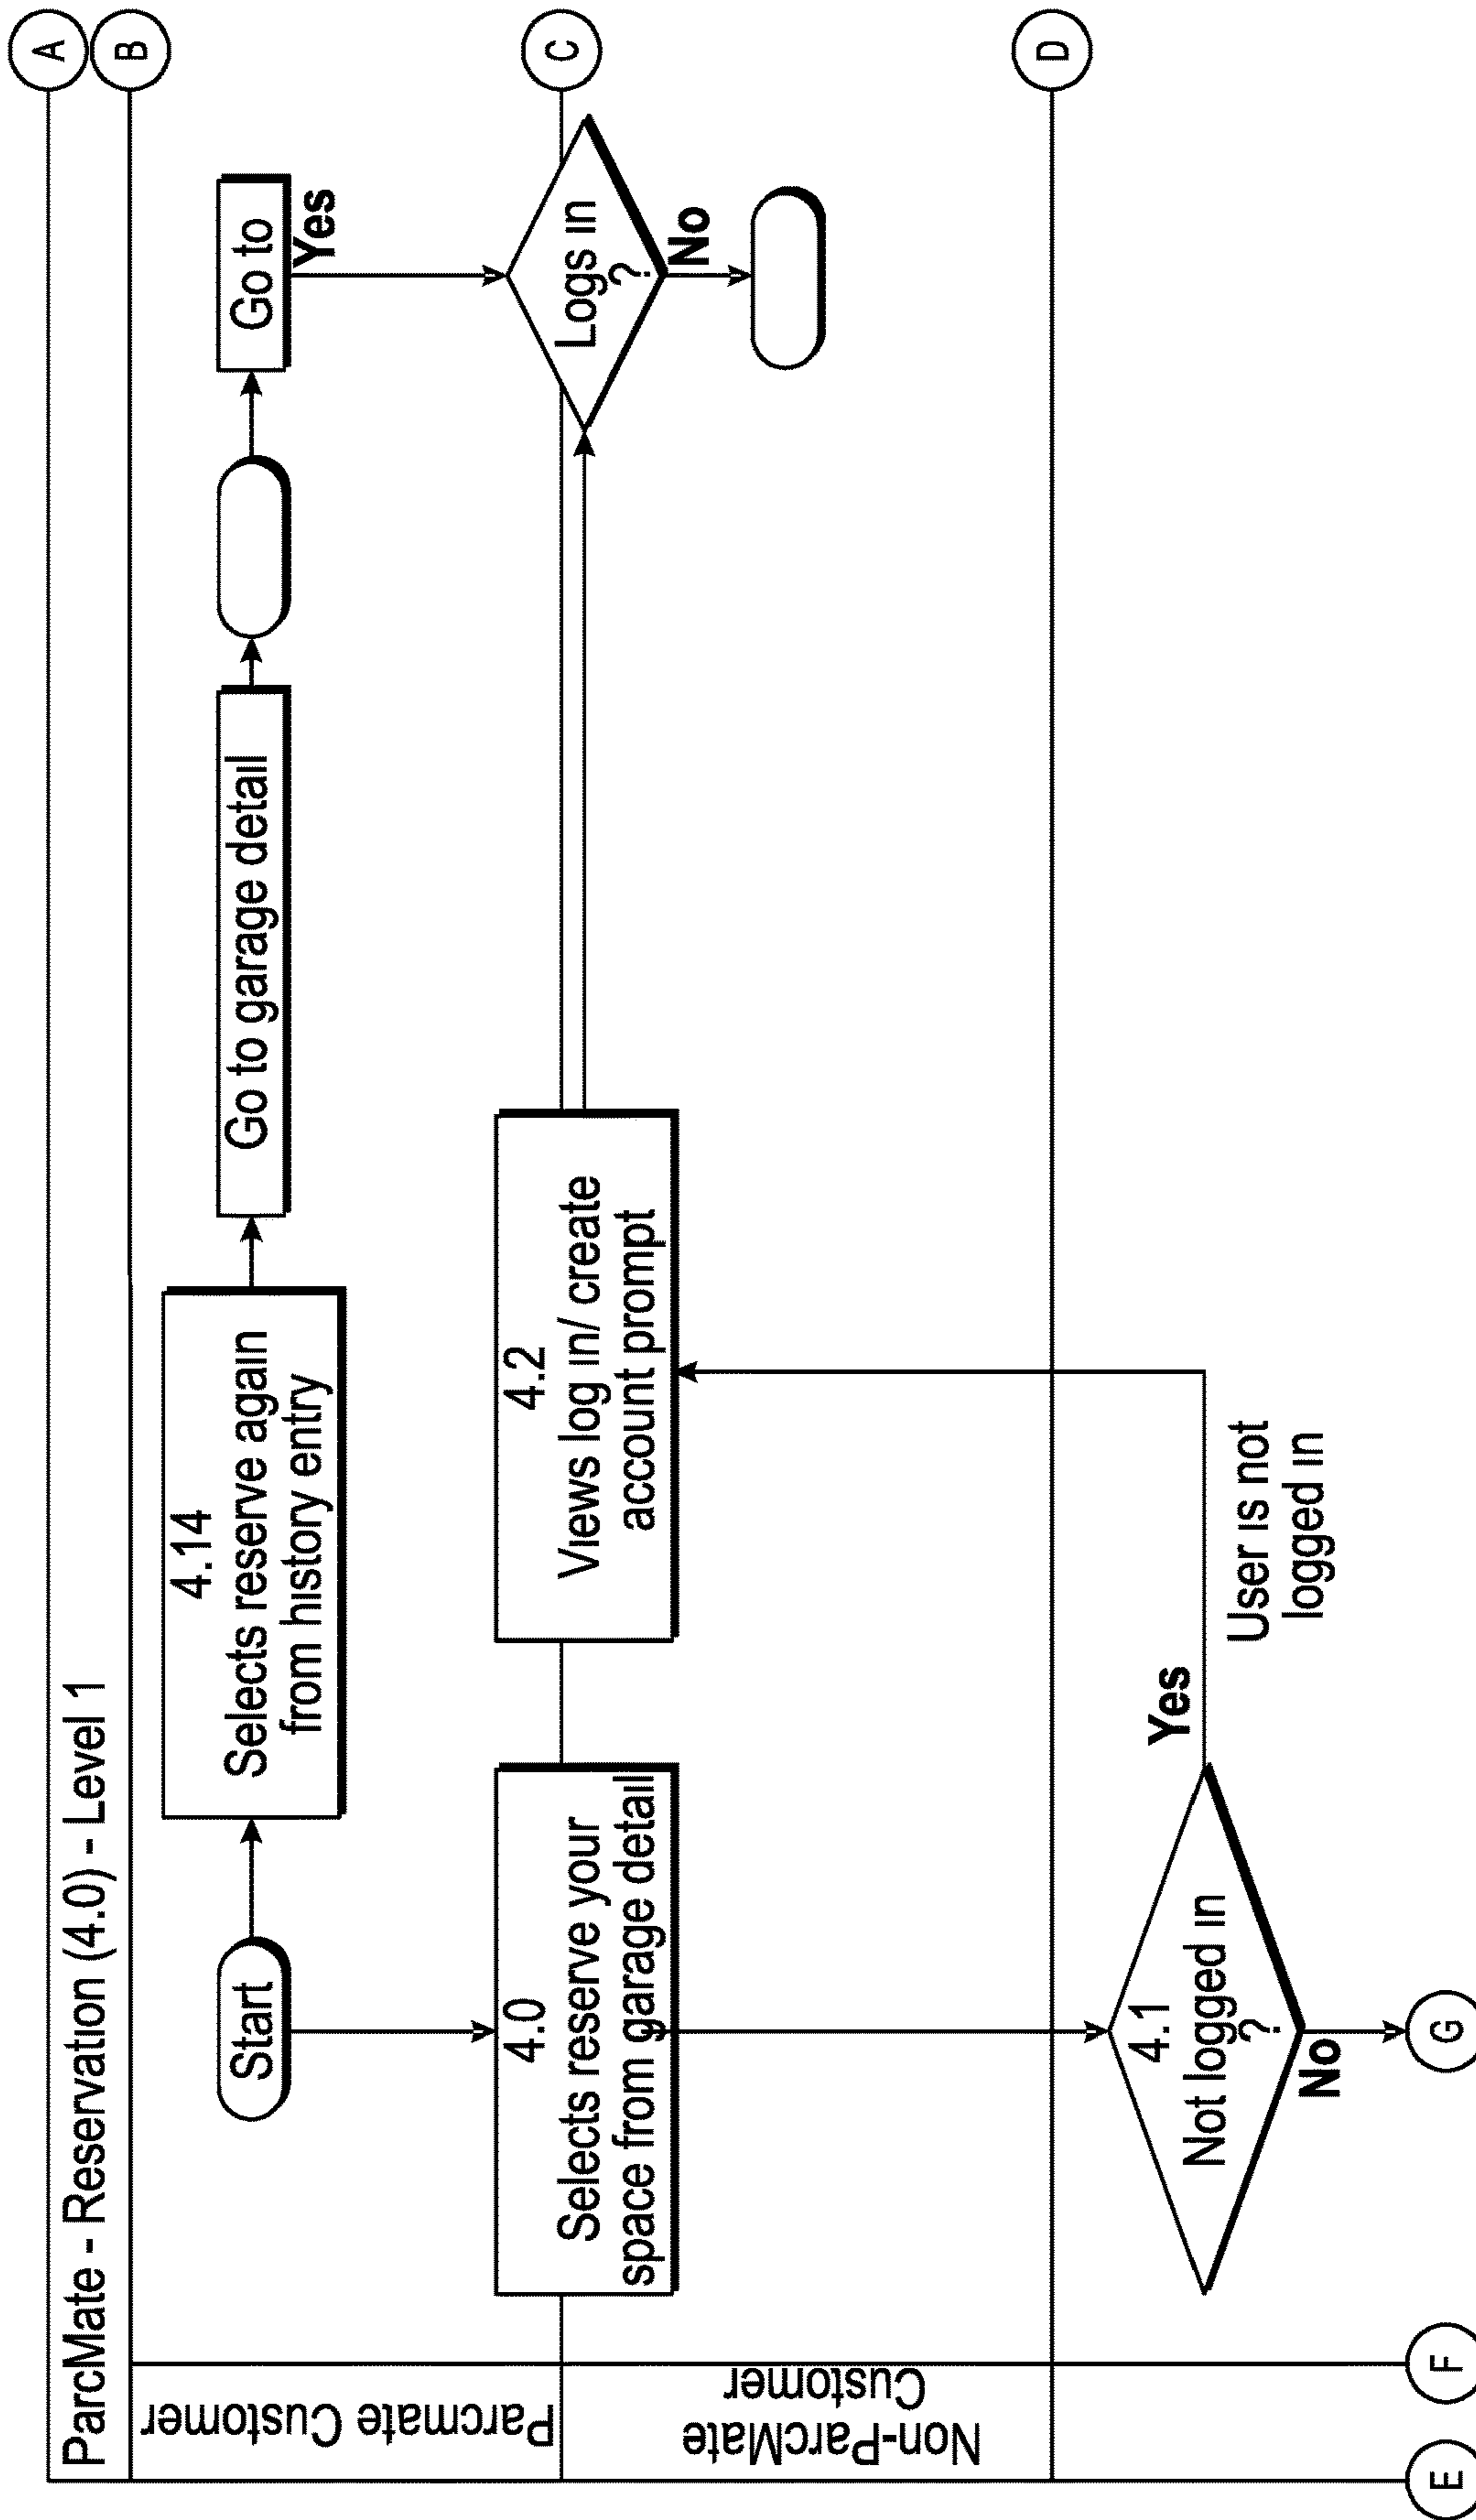 ParcMate - Reservation (4.0) - Level 1
A
B
Parcmate Customer
Start
4.14
Selects reserve again
from history entry
Go to garage detail
Go to
Yes
C
4.0
Selects reserve your
space from garage detail
4.2
Views log in/ create
account prompt
Logs in
?
No
Non-ParcMate
Customer
D
4.1
Not logged in
?
Yes
User is not
logged in
No
E
F
G